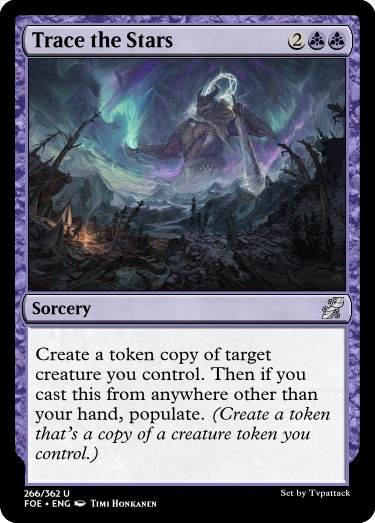 Trace the Stars 2
Sorcery
Create a token copy of target
creature you control. Then if you
cast this from anywhere other than
your hand, populate. (Create a token
that's a copy of a creature token you
control.)
266/362 U
FOE • ENG Timi Honkanen
Set by Tvpattack